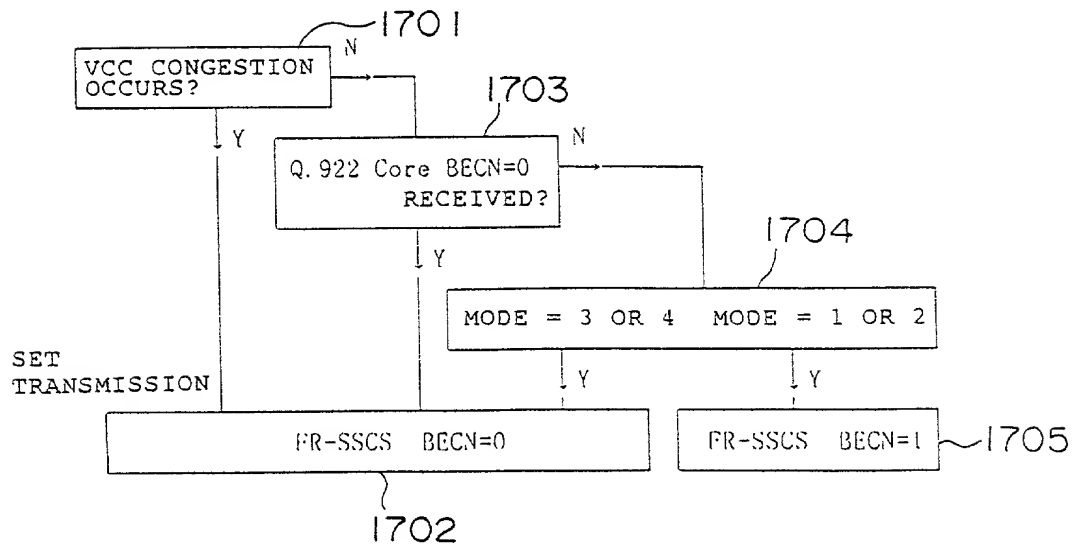 1701
VCC CONGESTION
OCCURS?
N
Y
1703
Q.922 Core BECN=0
RECEIVED?
N
Y
1704
MODE = 3 OR 4 MODE = 1 OR 2
SET
TRANSMISSION
Y
Y
FR-SSCS BECN=0
FR-SSCS BECN=1
1705
1702